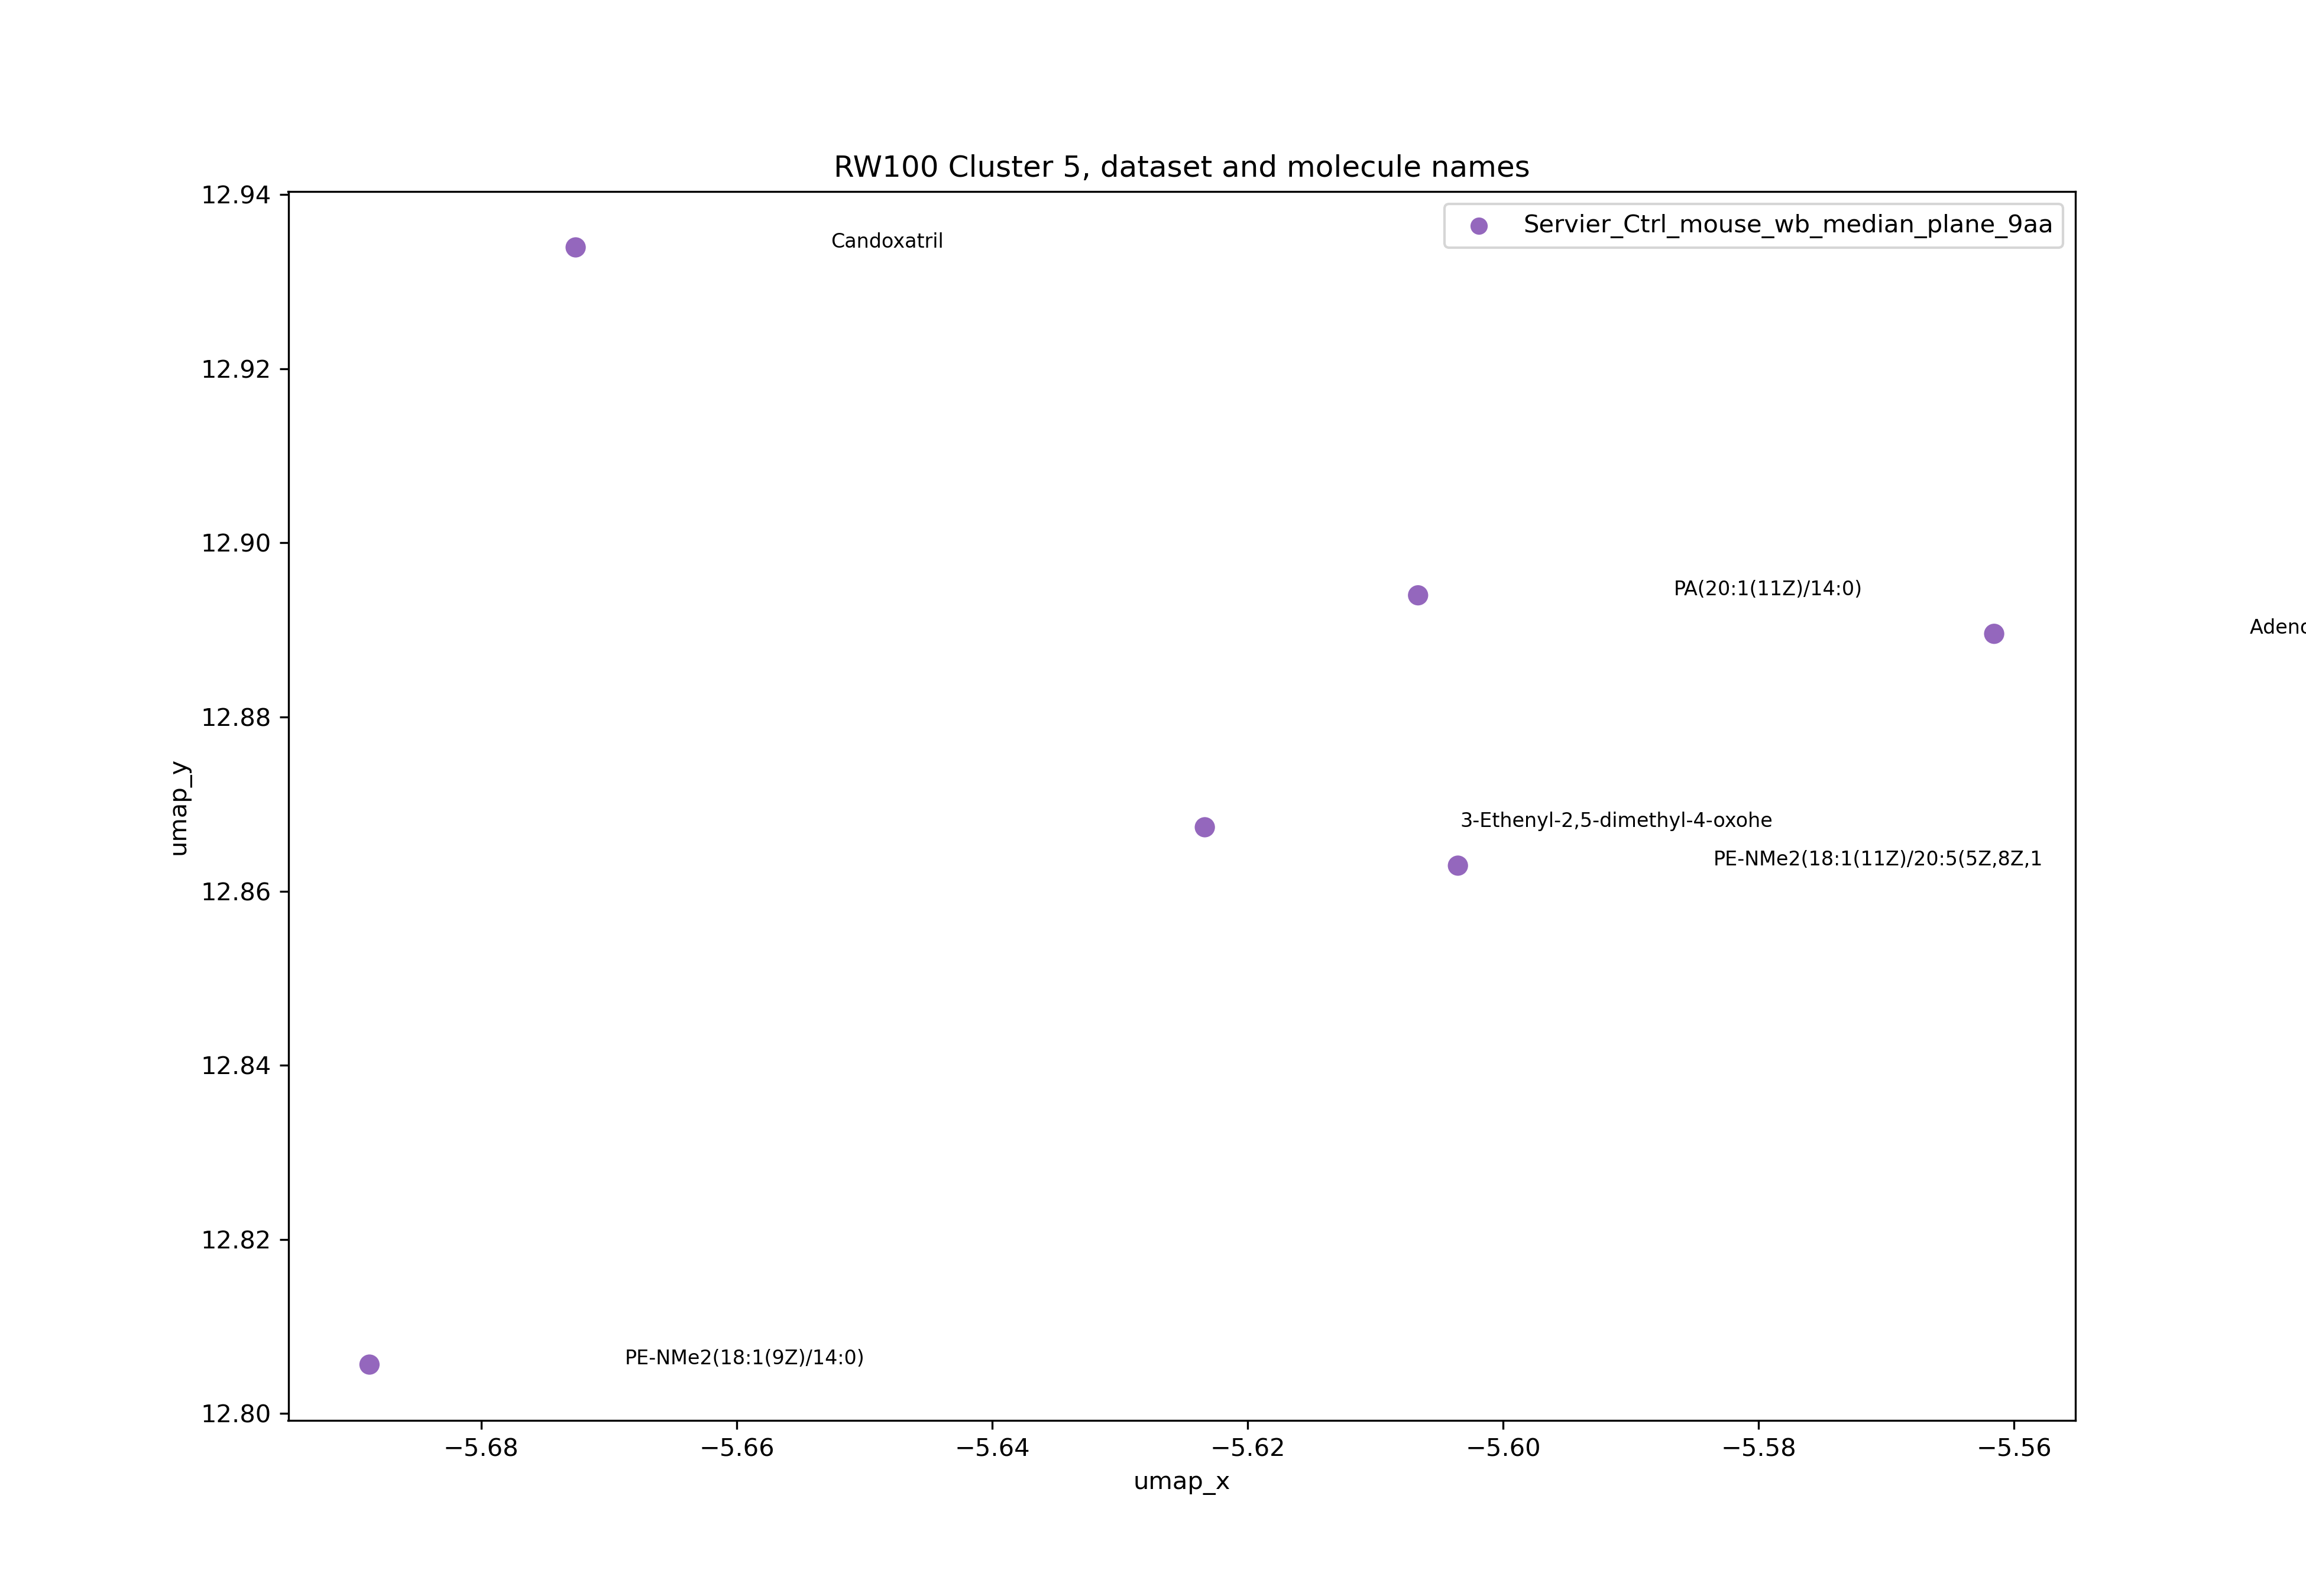 RW100 Cluster 5, dataset and molecule names
12.94
Candoxatril
Servier_Ctrl_mouse_wb_median_plane_9aa
12.92
12.90
PA(20:1(11Z)/14:0)
12.88
umap_y
3-Ethenyl-2,5-dimethyl-4-oxohe
PE-NMe2(18:1(11Z)/20:5(5Z,8Z,1
12.86
12.84
12.82
PE-NMe2(18:1(9Z)/14:0)
12.80
−5.68 −5.66 −5.64 −5.62 −5.60 −5.58 −5.56
umap_x